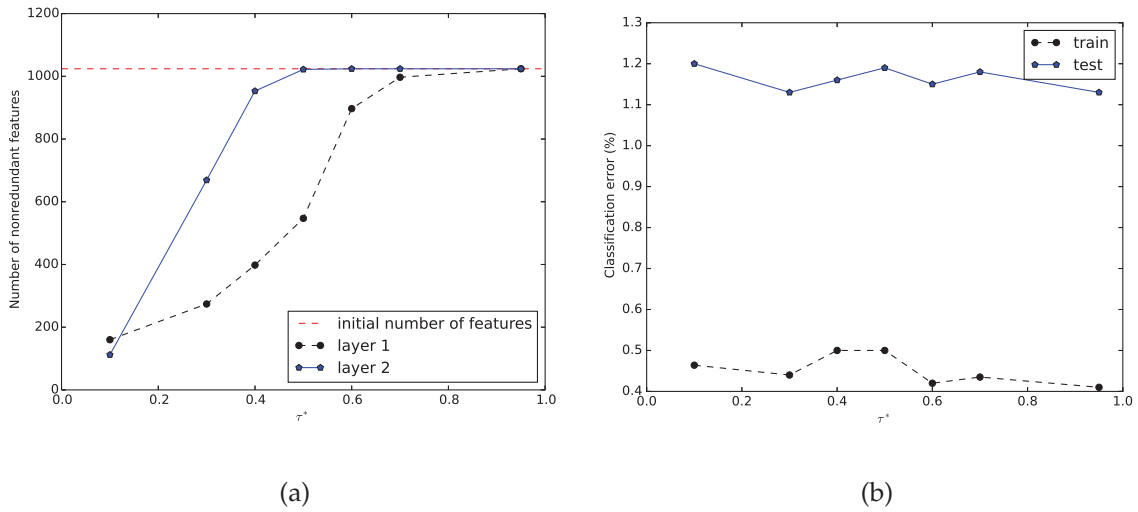 1200
1000
800
600
400
200
0
0.0 0.2 0.4 0.6 0.8 1.0
Number of nonredundant features
τ*
initial number of features
layer 1
layer 2
(a)
1.3
1.2
1.1
1.0
0.9
0.8
0.7
0.6
0.5
0.4
0.0 0.2 0.4 0.6 0.8 1.0
Classification error (%)
τ*
train
test
(b)